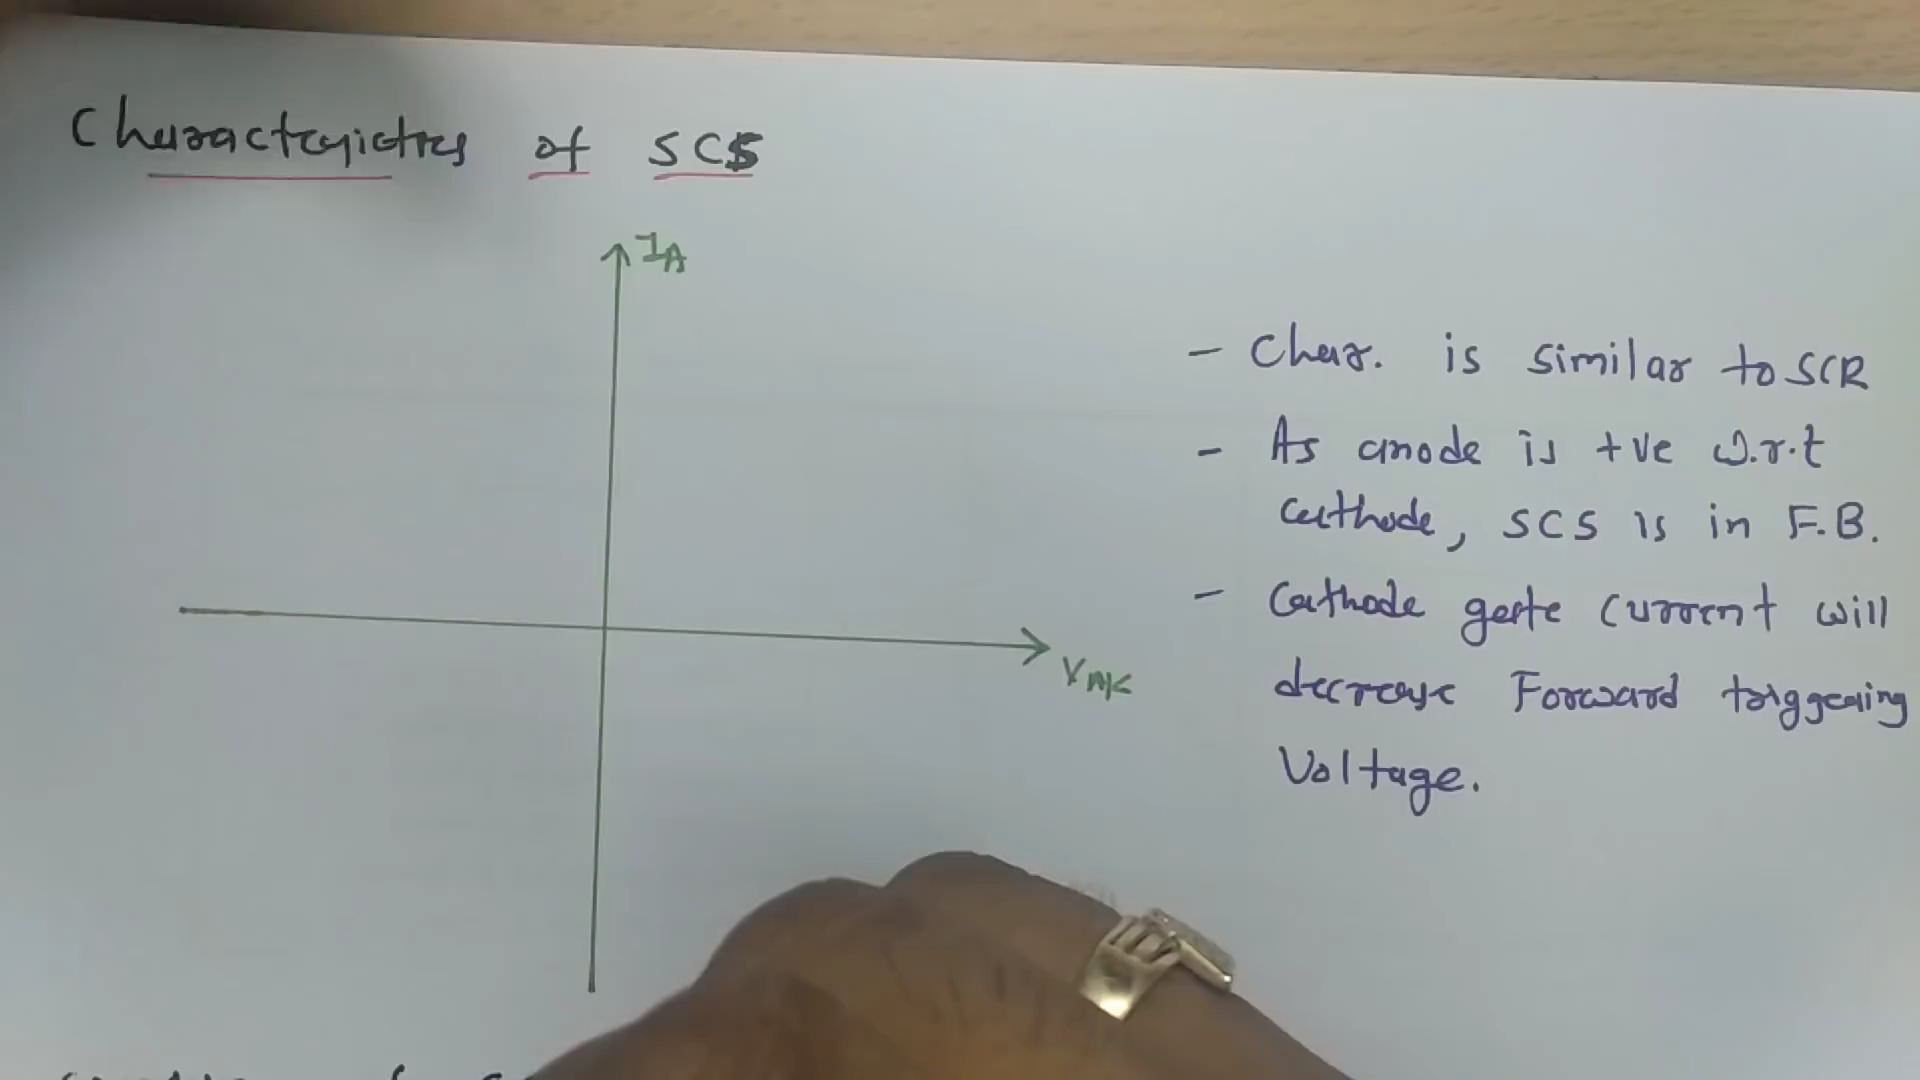 Characteristics of SCS
IA
VAK
- Char. is similar to SCR
- As anode is +ve w.r.t
cathode, SCS is in F.B.
- Cathode gate current will
decrease Forward triggering
Voltage.